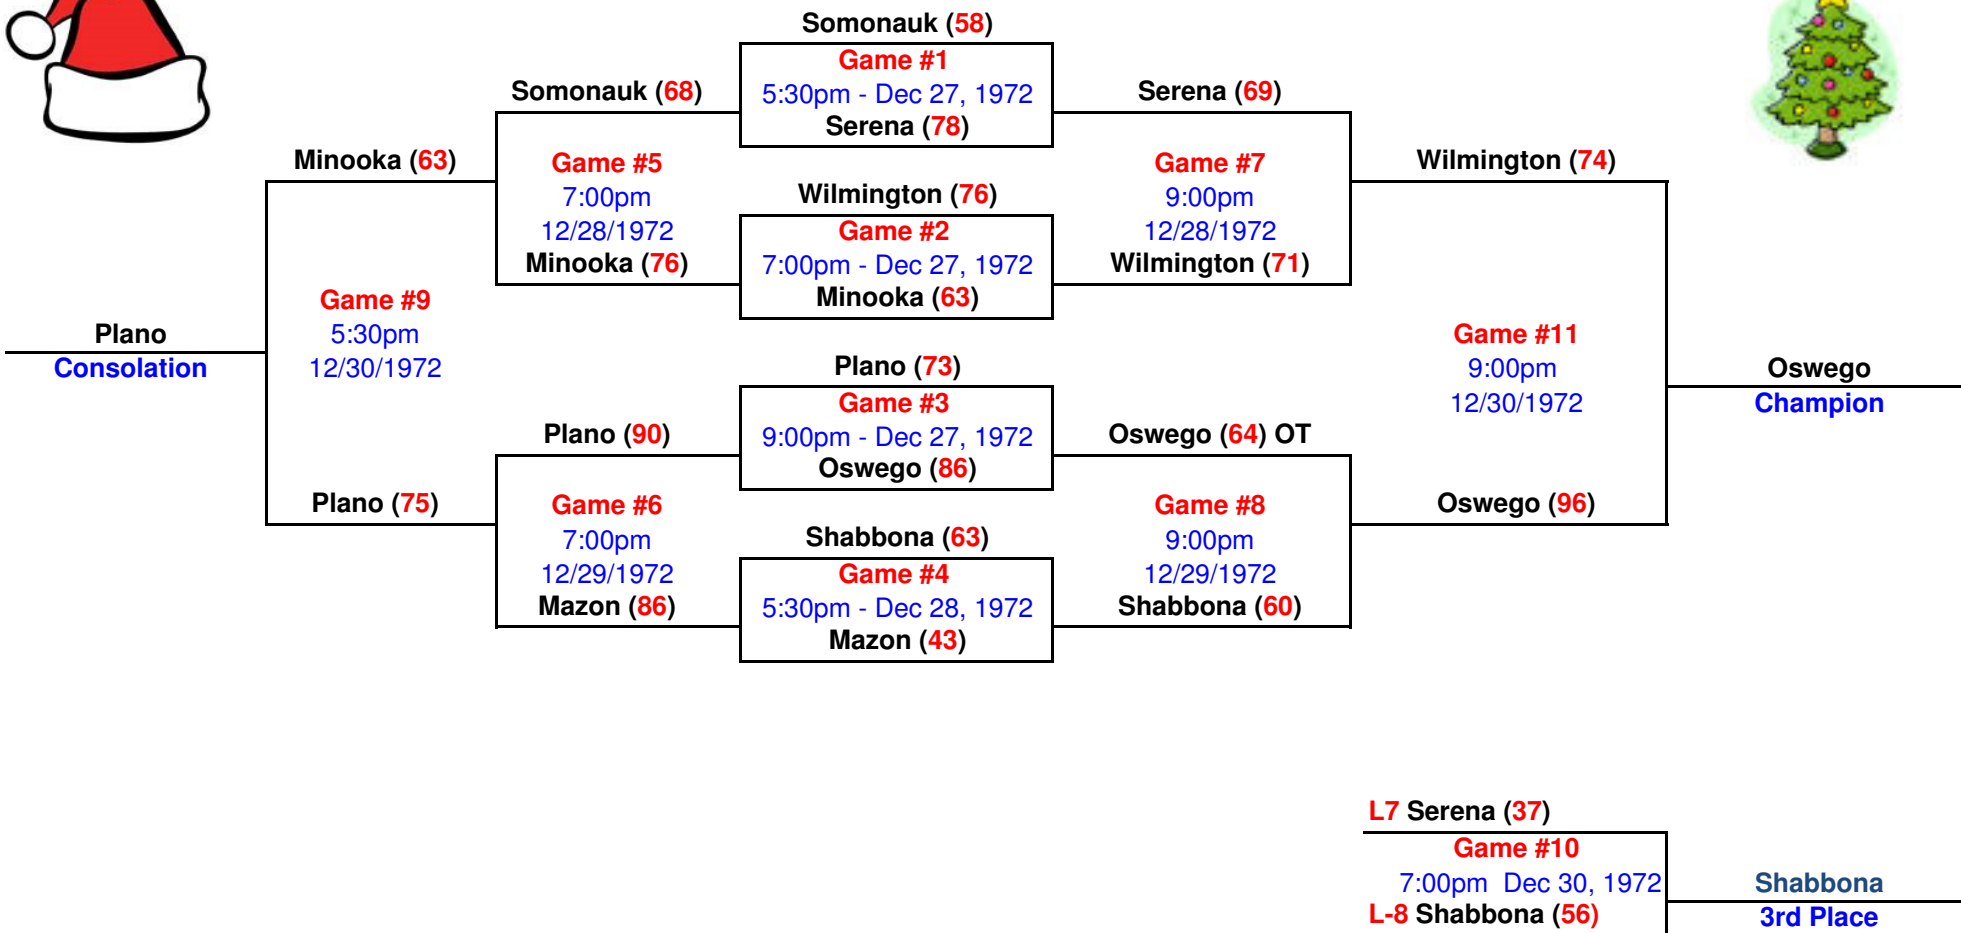 Somonauk (58)
Game #1
5:30pm - Dec 27, 1972
Serena (78)
Somonauk (68)
Serena (69)
Minooka (63)
Game #5
7:00pm
12/28/1972
Minooka (76)
Wilmington (76)
Game #2
7:00pm - Dec 27, 1972
Minooka (63)
Game #7
9:00pm
12/28/1972
Wilmington (71)
Wilmington (74)
Game #9
5:30pm
12/30/1972
Plano
Consolation
Plano (73)
Game #3
9:00pm - Dec 27, 1972
Oswego (86)
Game #11
9:00pm
12/30/1972
Oswego
Champion
Plano (90)
Oswego (64) OT
Plano (75)
Game #6
7:00pm
12/29/1972
Mazon (86)
Shabbona (63)
Game #4
5:30pm - Dec 28, 1972
Mazon (43)
Game #8
9:00pm
12/29/1972
Shabbona (60)
Oswego (96)
L7 Serena (37)
Game #10
7:00pm Dec 30, 1972
L-8 Shabbona (56)
Shabbona
3rd Place